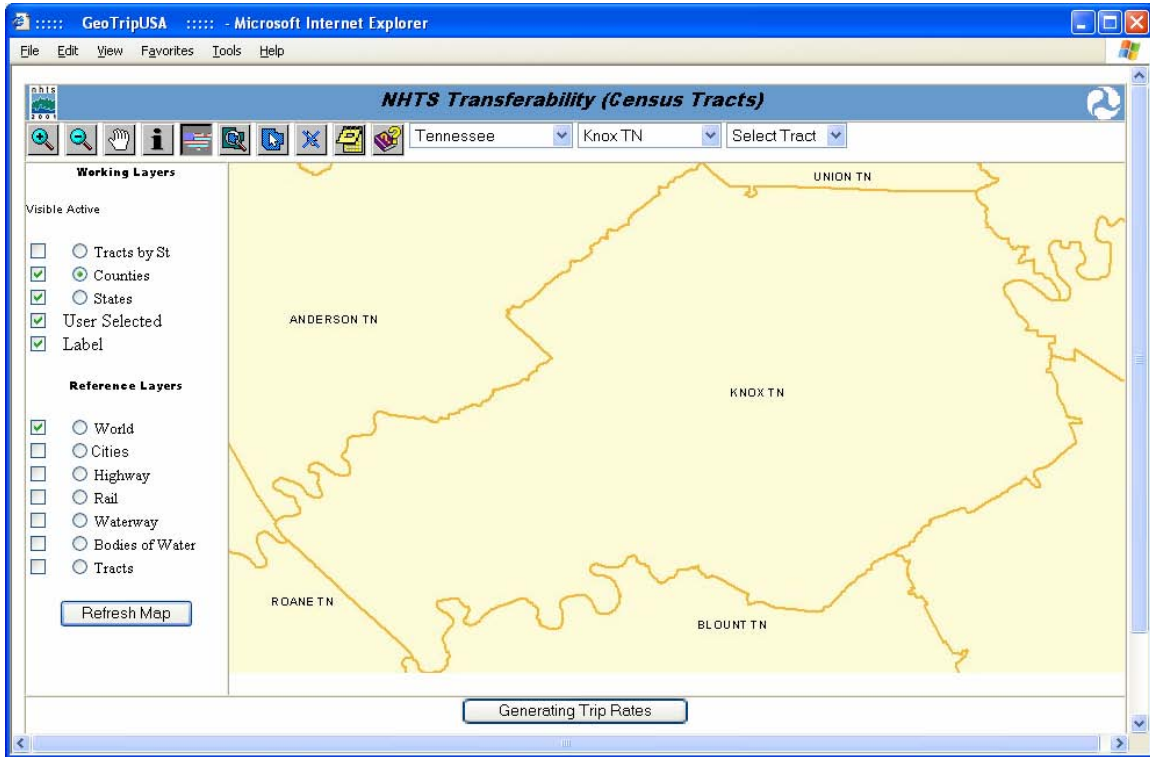 ::::: GeoTripUSA ::::: - Microsoft Internet Explorer
File Edit View Favorites Tools Help
nhts
2001
NHTS Transferability (Census Tracts)
Tennessee Knox TN Select Tract
Working Layers
Visible Active
Tracts by St
Counties
States
User Selected
Label
Reference Layers
World
Cities
Highway
Rail
Waterway
Bodies of Water
Tracts
Refresh Map
UNION TN
ANDERSON TN
KNOX TN
ROANE TN
BLOUNT TN
Generating Trip Rates